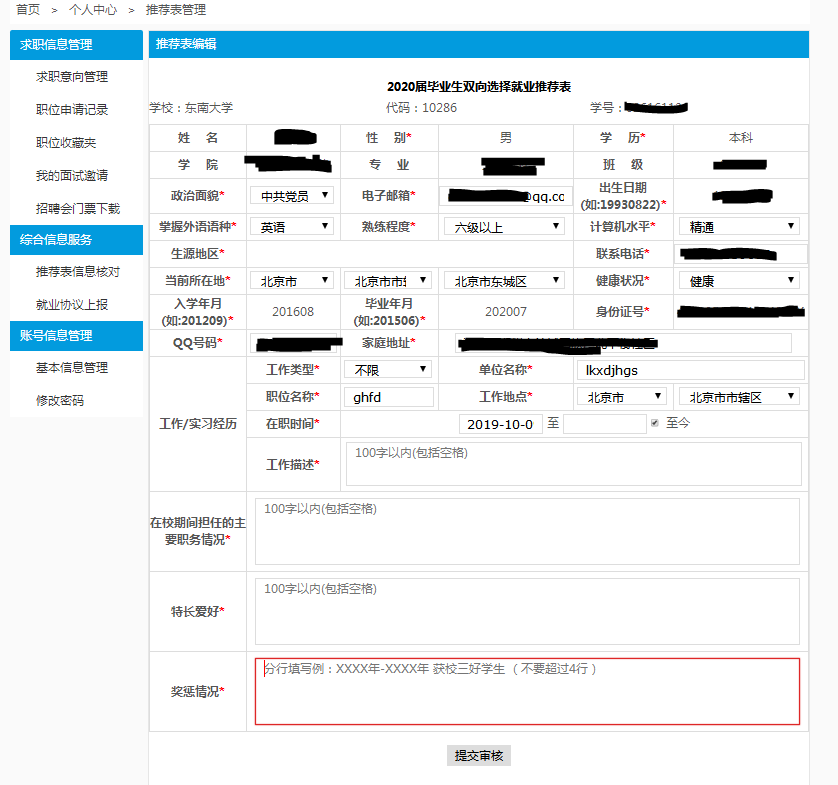 首页 > 个人中心 > 推荐表管理
求职信息管理
求职意向管理
职位申请记录
职位收藏夹
我的面试邀请
招聘会门票下载
综合信息服务
推荐表信息核对
就业协议上报
账号信息管理
基本信息管理
修改密码
推荐表编辑
2020届毕业生双向选择就业推荐表
学校：东南大学 代码：10286 学号：
姓 名 性 别* 男 学 历* 本科
学 院 专 业 班 级
政治面貌* 中共党员 电子邮箱* @qq.co 出生日期
(如:19930822)*
掌握外语语种* 英语 熟练程度* 六级以上 计算机水平* 精通
生源地区* 联系电话*
当前所在地* 北京市 北京市市 北京市东城区 健康状况* 健康
入学年月 毕业年月
(如:201209)* 201608 (如:201506)* 202007 身份证号*
QQ号码* 家庭地址*
工作/实习经历
工作类型* 不限 单位名称* lkxdjhgs
职位名称* ghfd 工作地点* 北京市 北京市市辖区
在职时间* 2019-10-0 至 至今
工作描述* 100字以内(包括空格)
在校期间担任的主
要职务情况* 100字以内(包括空格)
特长爱好* 100字以内(包括空格)
奖惩情况* 分行填写例：XXXX年-XXXX年 获校三好学生 （不要超过4行）
提交审核